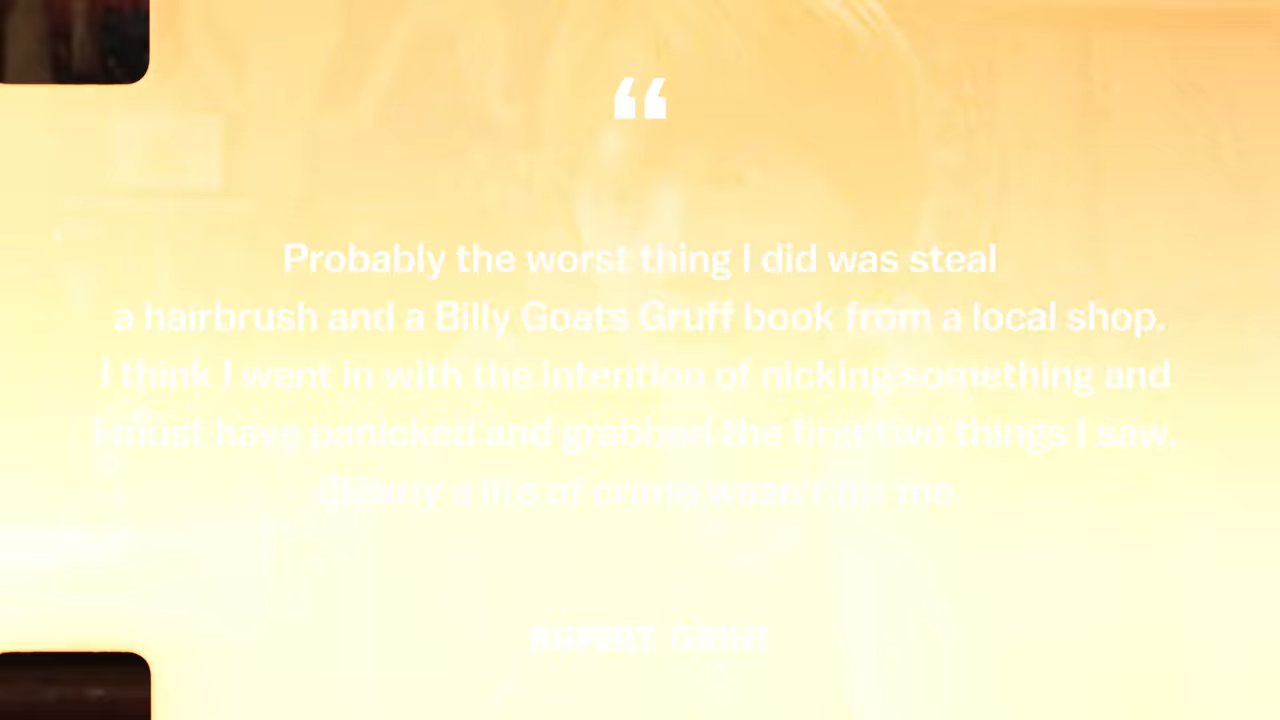 “
Probably the worst thing I did was steal
a hairbrush and a Billy Goats Gruff book from a local shop.
I think I went in with the intention of nicking something and
I must have panicked and grabbed the first two things I saw.
Clearly a life of crime wasn't for me.
RUPERT GRINT